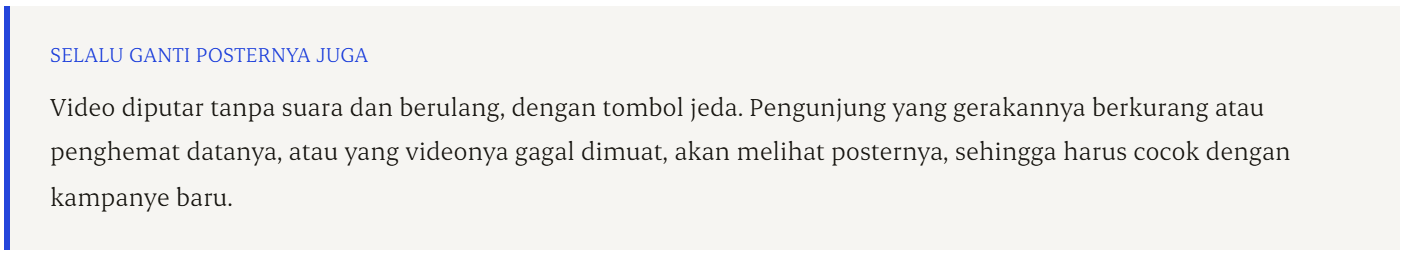 SELALU GANTI POSTERNYA JUGA
Video diputar tanpa suara dan berulang, dengan tombol jeda. Pengunjung yang gerakannya berkurang atau
penghemat datanya, atau yang videonya gagal dimuat, akan melihat posternya, sehingga harus cocok dengan
kampanye baru.